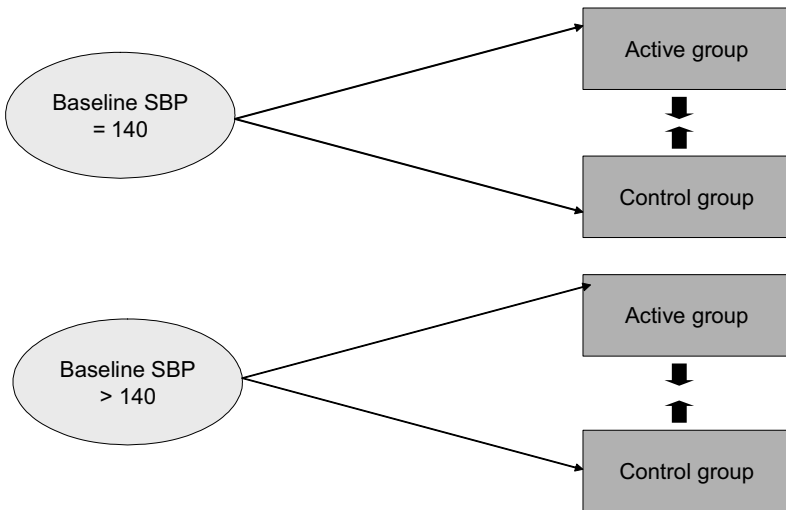 Baseline SBP
= 140
Active group
Control group
Baseline SBP
> 140
Active group
Control group